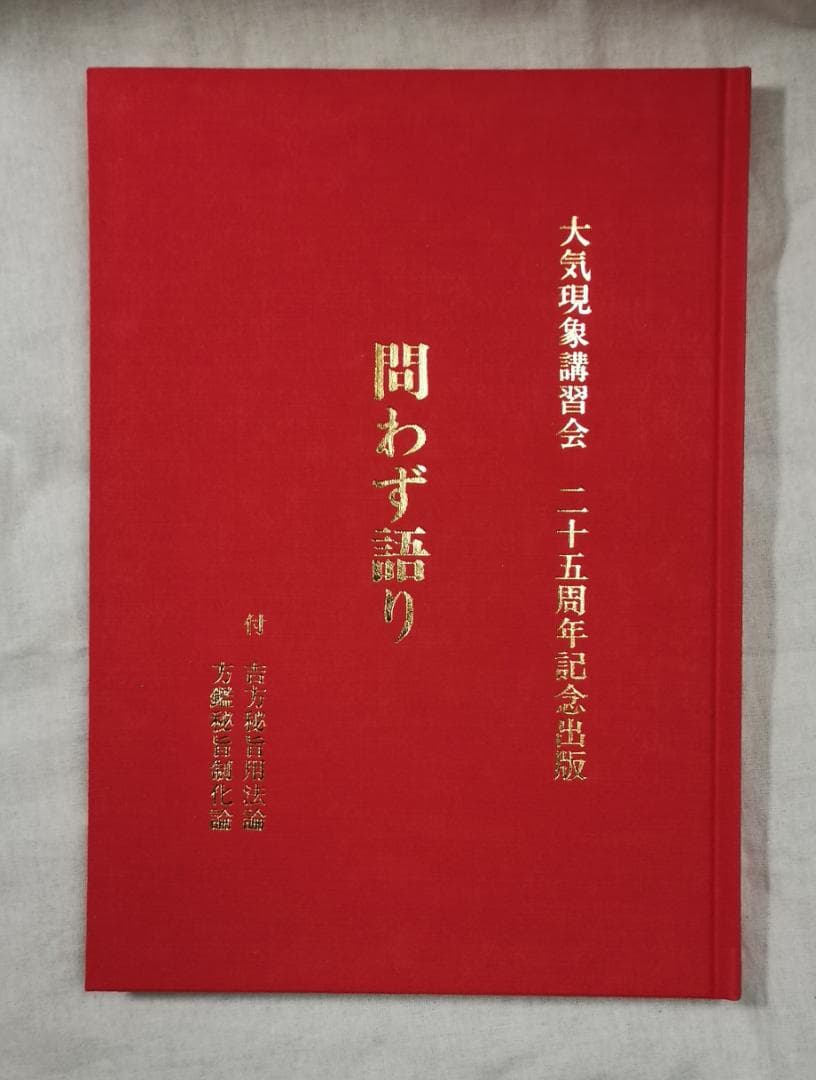 大気現象講習会 二十五周年記念出版
問わず語り
付 吉方秘旨用法論
方鑑秘旨制化論